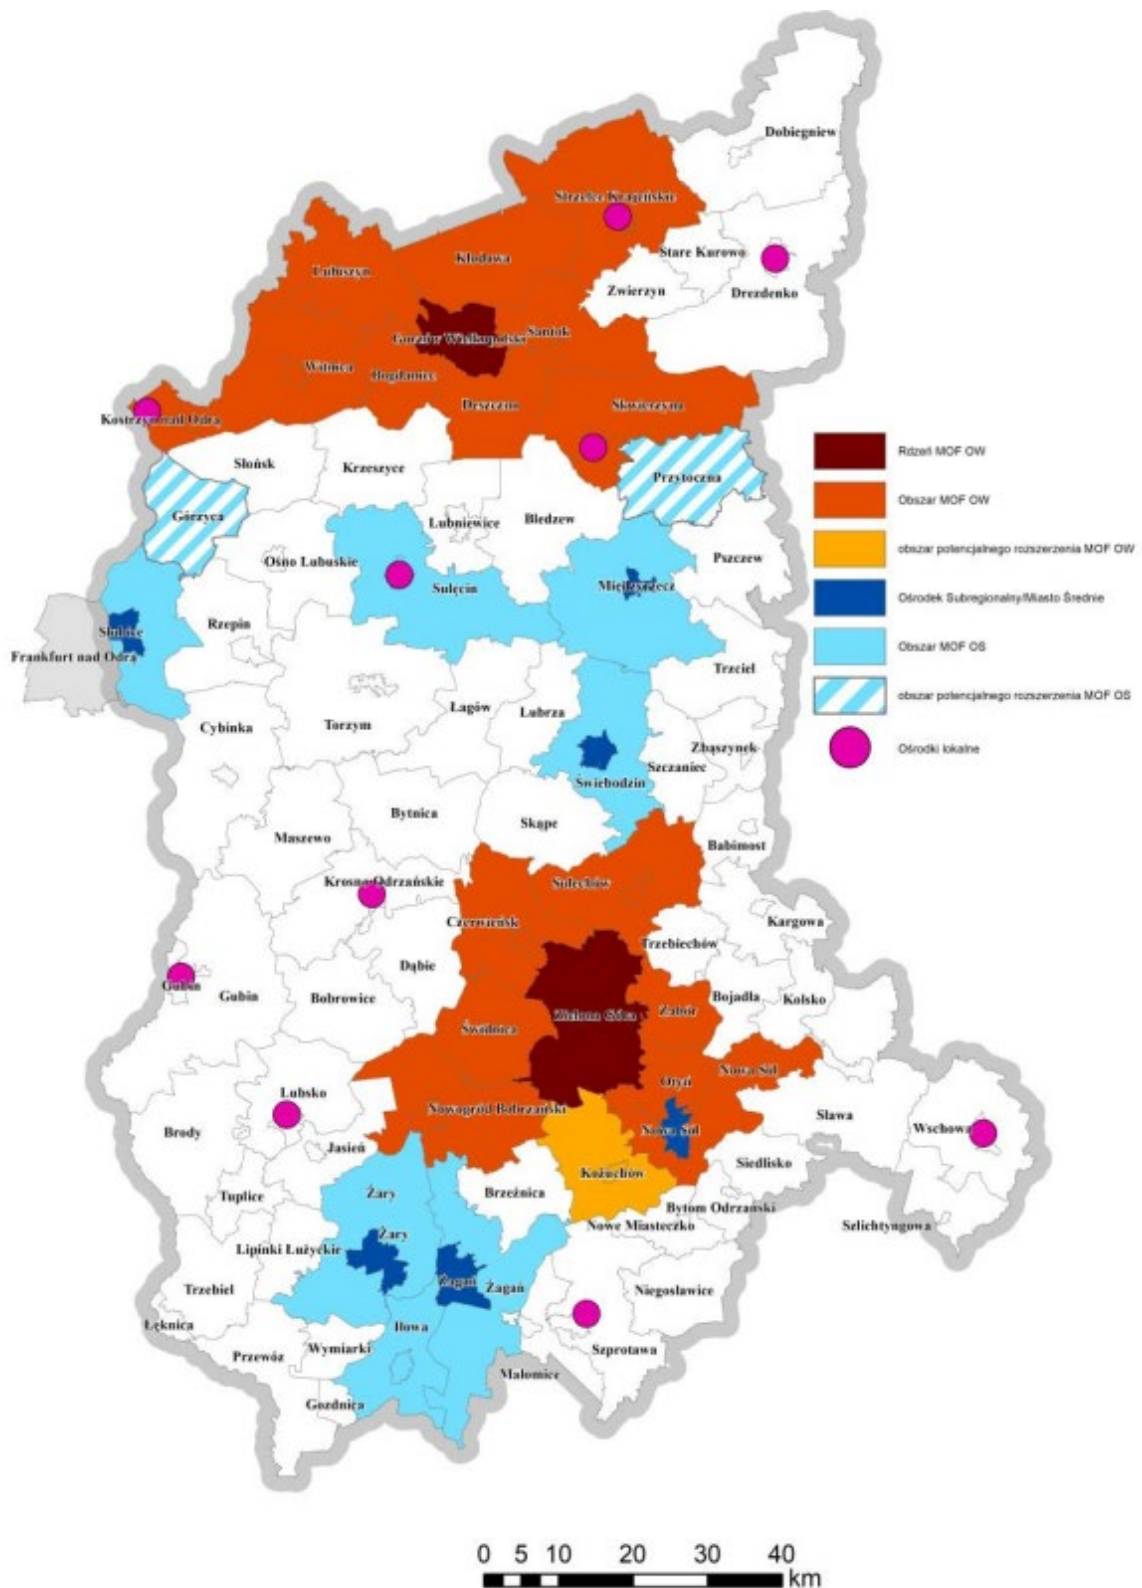 Dobiegniew
Strzelce Krajeńskie
Stare Kurowo
Kłodawa
Lubiszyn
Zwierzyn
Drezdenko
Santok
Gorzów Wielkopolski
Witnica
Bogdaniec
Deszczno
Skwierzyna
Kostrzyn nad Odrą
Słońsk
Krzeszyce
Przytoczna
Górzyca
Lubniewice
Bledzew
Ośno Lubuskie
Pszczew
Sulęcin
Międzyrzecz
Rzepin
Słubice
Frankfurt nad Odrą
Trzciel
Łagów
Lubrza
Cybinka
Torzym
Zbąszynek
Szczaniec
Świebodzin
Bytnica
Skąpe
Maszewo
Babimost
Krosno Odrzańskie
Sulechów
Czerwieńsk
Kargowa
Trzebiechów
Dąbie
Gubin
Gubin
Bobrowice
Bojadła
Kolsko
Zabór
Zielona Góra
Świdnica
Nowa Sól
Otyń
Lubsko
Nowogród Bobrzański
Sława
Brody
Nowa Sól
Wschowa
Jasień
Siedlisko
Kożuchów
Żary
Brzeźnica
Tuplice
Bytom Odrzański
Nowe Miasteczko
Szlichtyngowa
Żary
Lipinki Łużyckie
Żagań
Żagań
Trzebiel
Niegosławice
Łęknica
Iłowa
Wymiarki
Przewóz
Szprotawa
Małomice
Gozdnica
Rdzeń MOF OW
Obszar MOF OW
obszar potencjalnego rozszerzenia MOF OW
Ośrodek Subregionalny/Miasto Średnie
Obszar MOF OS
obszar potencjalnego rozszerzenia MOF OS
Ośrodki lokalne
0 5 10 20 30 40
km